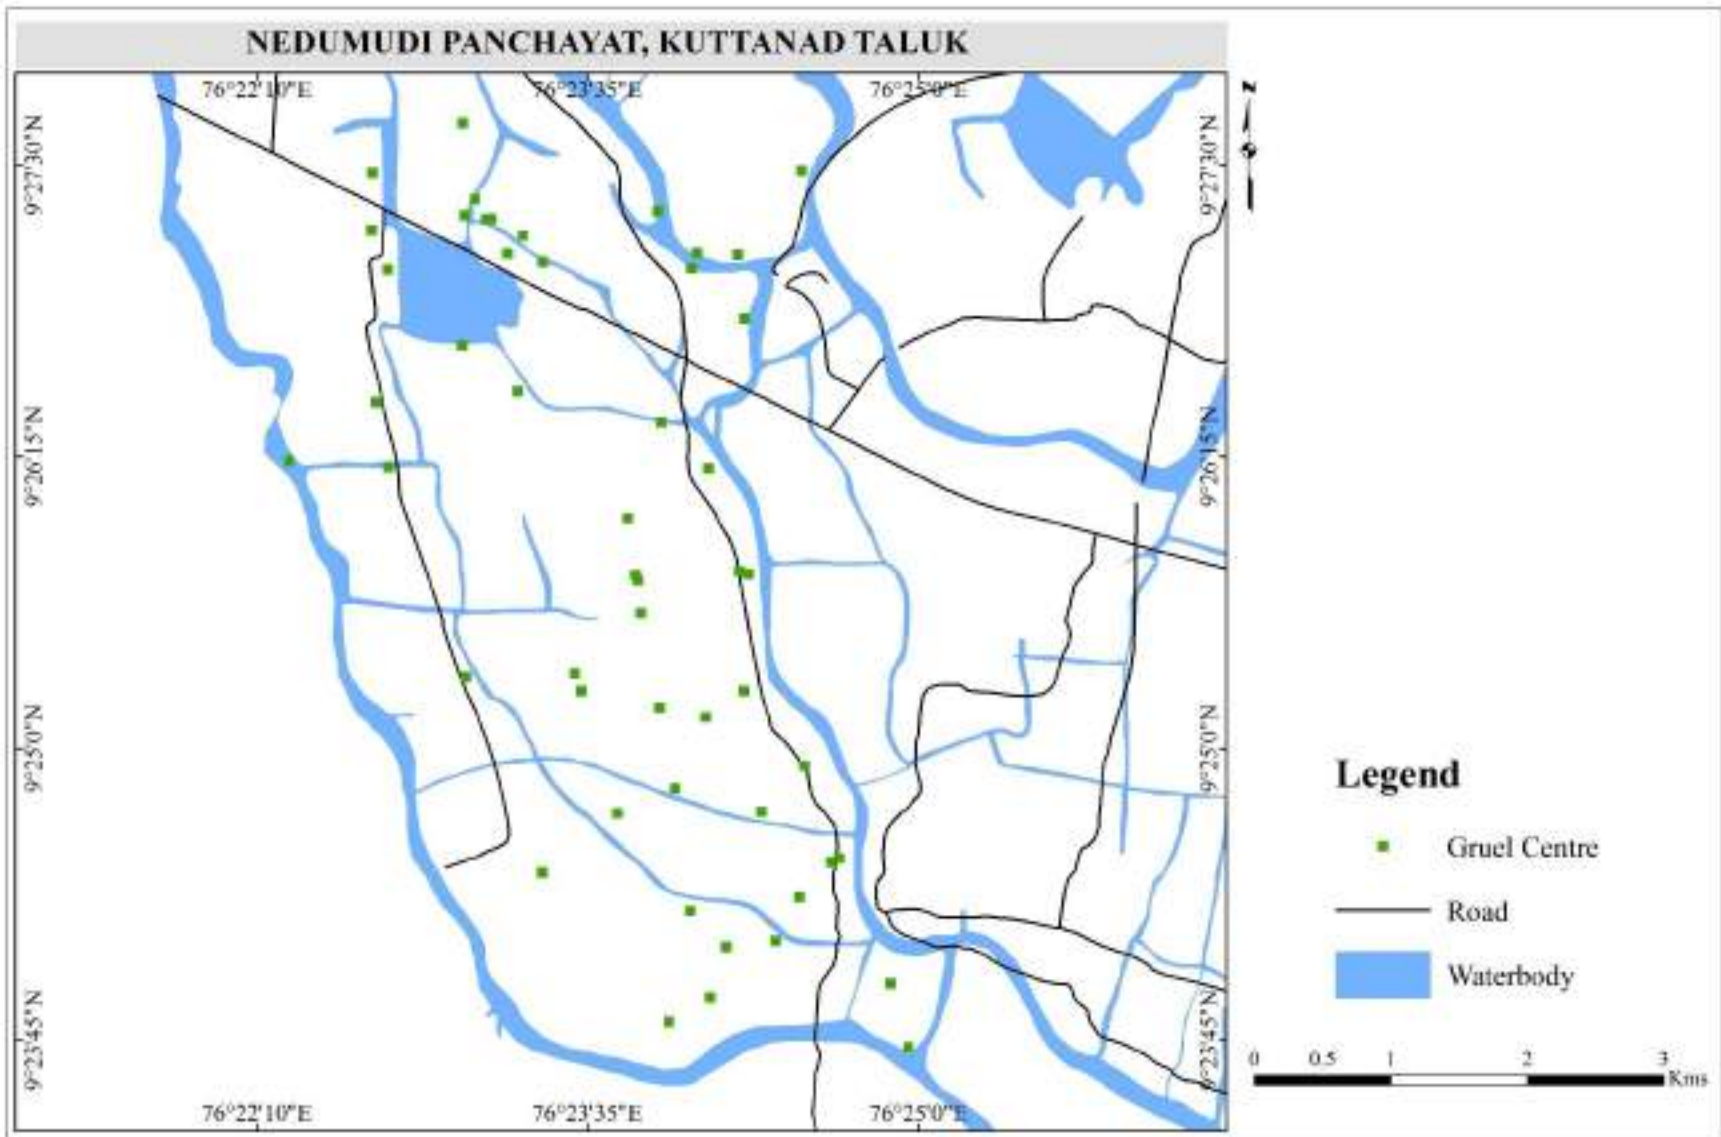 NEDUMUDI PANCHAYAT, KUTTANAD TALUK
76°22'10"E 76°23'35"E 76°25'0"E
N
9°27'30"N 9°27'30"N
9°26'15"N 9°26'15"N
9°25'0"N 9°25'0"N
Legend
Gruel Centre
Road
Waterbody
9°23'45"N 9°23'45"N
0 0.5 1 2 3
Kms
76°22'10"E 76°23'35"E 76°25'0"E